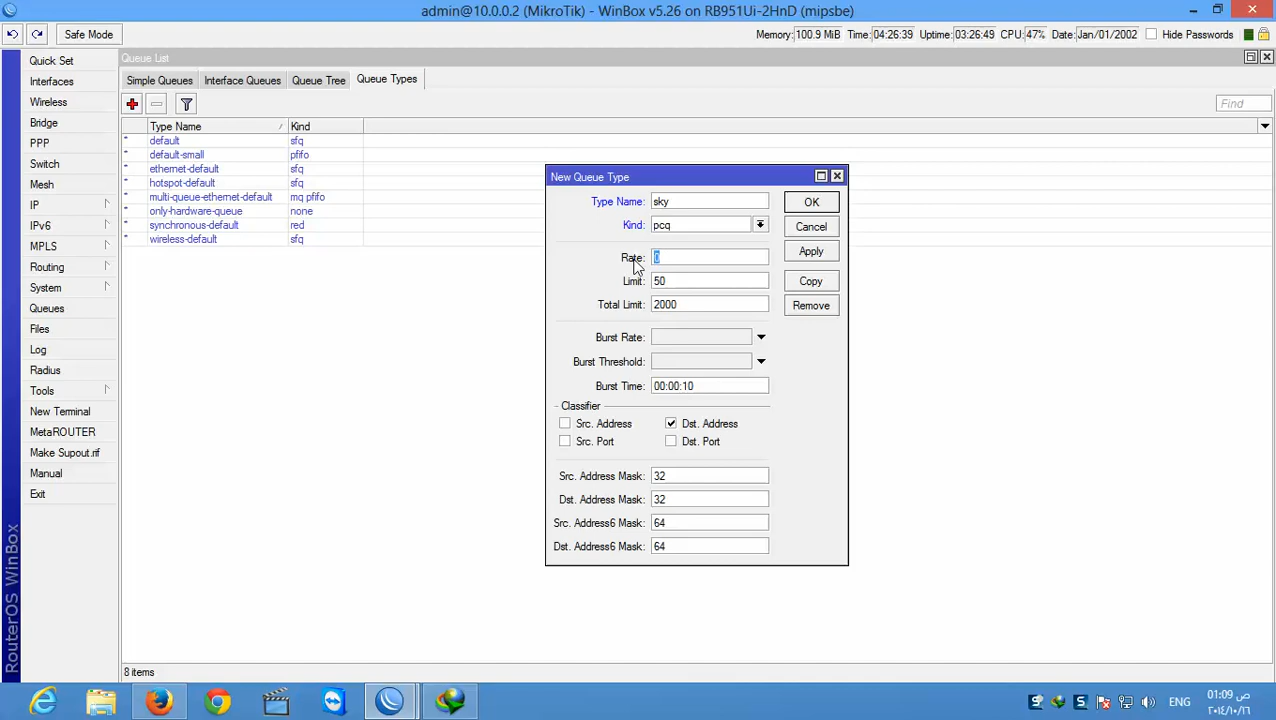 admin@10.0.0.2 (MikroTik) - WinBox v5.26 on RB951Ui-2HnD (mipsbe)
Safe Mode
Memory: 100.9 MiB Time: 04:26:39 Uptime: 03:26:49 CPU: 47% Date: Jan/01/2002 Hide Passwords
Queue List
Simple Queues Interface Queues Queue Tree Queue Types
Find
Type Name Kind
* default sfq
* default-small pfifo
* ethernet-default sfq
* hotspot-default sfq
* multi-queue-ethernet-default mq pfifo
* only-hardware-queue none
* synchronous-default red
* wireless-default sfq
8 items
Quick Set
Interfaces
Wireless
Bridge
PPP
Switch
Mesh
IP
IPv6
MPLS
Routing
System
Queues
Files
Log
Radius
Tools
New Terminal
MetaROUTER
Make Supout.rif
Manual
Exit
RouterOS WinBox
New Queue Type
Type Name: sky
Kind: pcq
Rate: 0
Limit: 50
Total Limit: 2000
Burst Rate:
Burst Threshold:
Burst Time: 00:00:10
Classifier
Src. Address Dst. Address
Src. Port Dst. Port
Src. Address Mask: 32
Dst. Address Mask: 32
Src. Address6 Mask: 64
Dst. Address6 Mask: 64
OK
Cancel
Apply
Copy
Remove
ENG
01:09 ص
٢٠١٤/١٠/٢٦